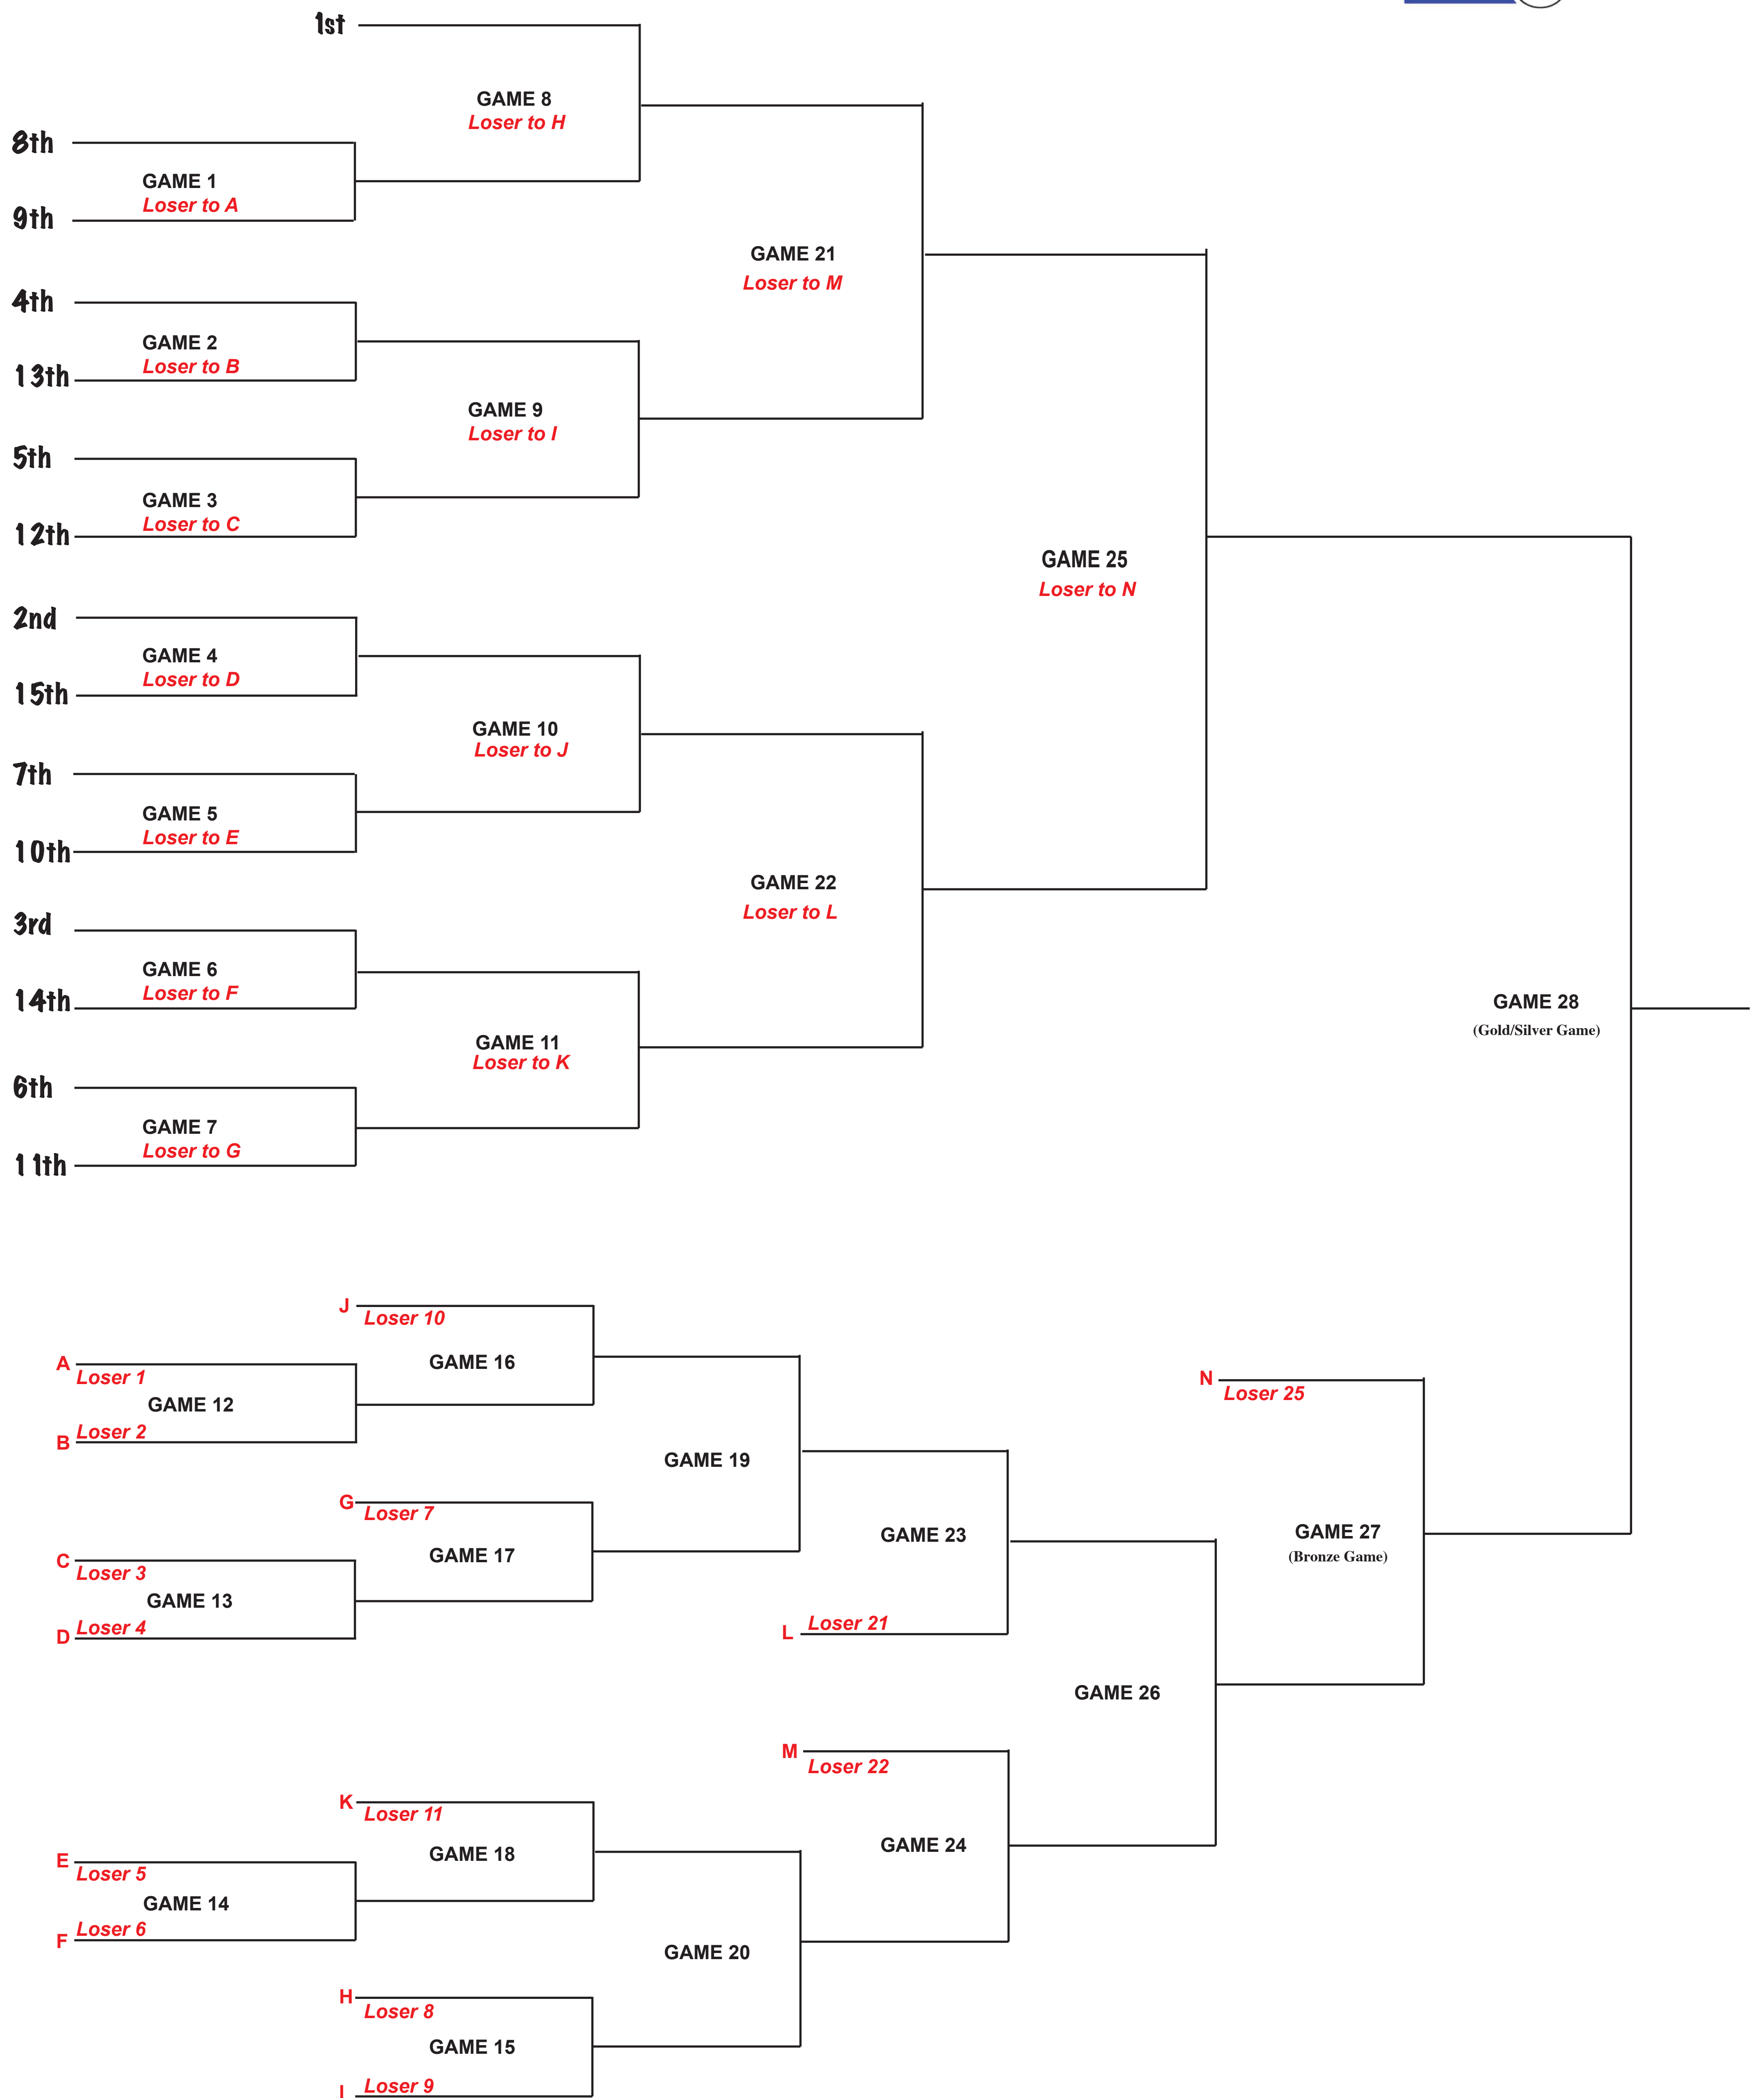 1st
GAME 8
Loser to H
8th
GAME 1
Loser to A
9th
GAME 21
Loser to M
4th
GAME 2
Loser to B
13th
GAME 9
Loser to I
5th
GAME 3
Loser to C
12th
GAME 25
Loser to N
2nd
GAME 4
Loser to D
15th
GAME 10
Loser to J
7th
GAME 5
Loser to E
10th
GAME 22
Loser to L
3rd
GAME 6
Loser to F
14th
GAME 28
(Gold/Silver Game)
GAME 11
Loser to K
6th
GAME 7
Loser to G
11th
J
Loser 10
GAME 16
A
Loser 1
GAME 12
Loser 2
B
N
Loser 25
GAME 19
G
Loser 7
GAME 17
GAME 23
GAME 27
(Bronze Game)
C
Loser 3
GAME 13
Loser 4
D
Loser 21
L
GAME 26
M
Loser 22
K
Loser 11
GAME 18
GAME 24
E
Loser 5
GAME 14
Loser 6
F
GAME 20
H
Loser 8
GAME 15
Loser 9
I